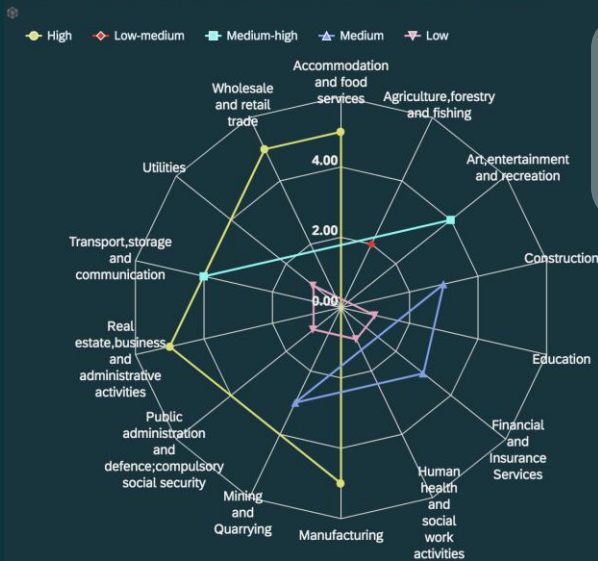 High
Low-medium
Medium-high
Medium
Low
Accommodation
and food
services
Wholesale
and retail
trade
Agriculture,forestry
and fishing
4.00
Utilities
Art,entertainment
and recreation
2.00
Transport,storage
and
communication
Construction
0.00
Real
estate,business
and
administrative
activities
Education
Public
administration
and
defence;compulsory
social security
Financial
and
Insurance
Services
Mining
and
Quarrying
Manufacturing
Human
health
and
social
work
activities